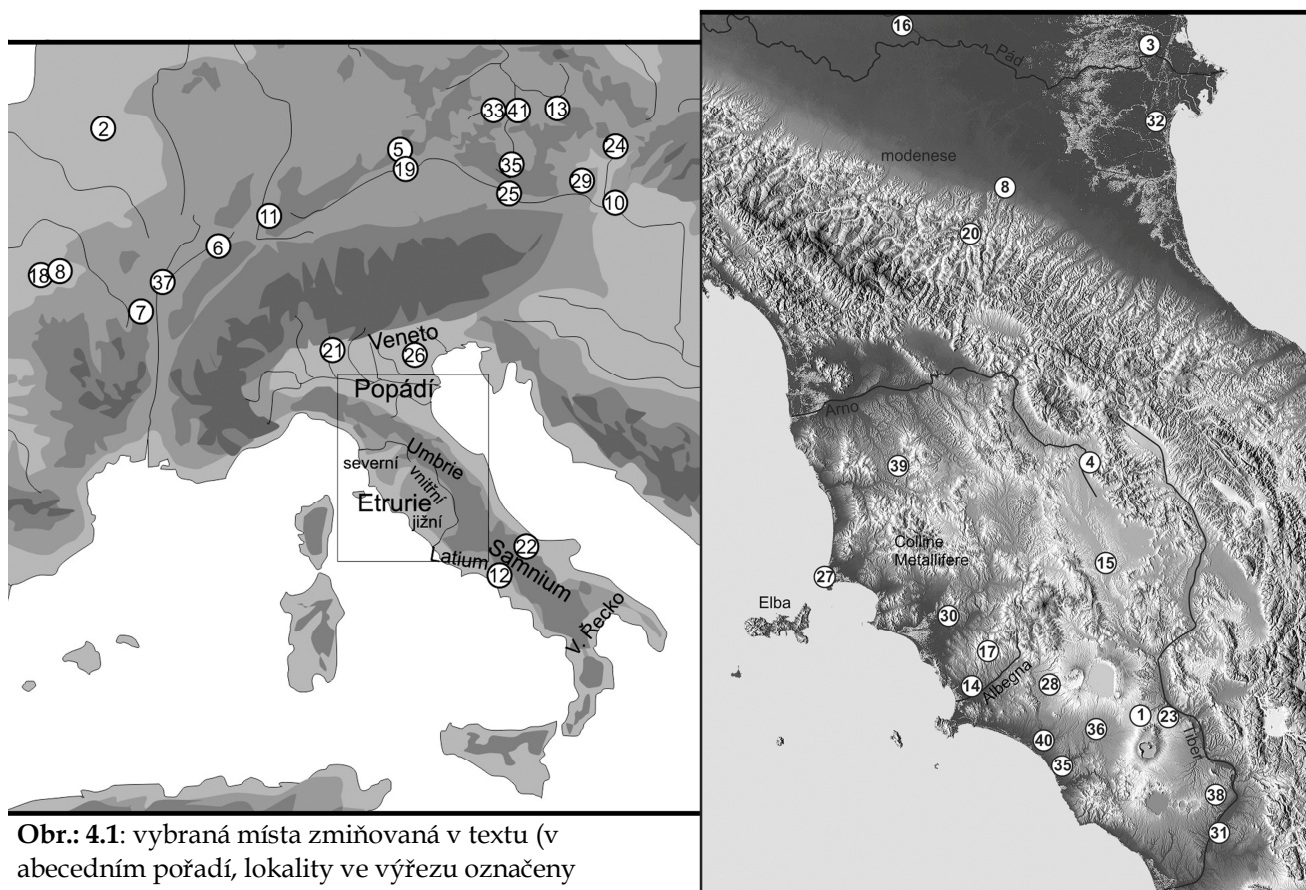 2
33
41
13
5
19
24
35
29
25
10
11
6
18
8
37
7
21
Veneto
26
Popádí
Umbrie
severní
vnitřní
Etrurie
jižní
22
Latium
Samnium
12
V. Řecko
16
3
Pád
32
modenese
8
20
Arno
4
39
Colline
Metallifere
15
27
Elba
30
17
14
Albegna
28
1
23
36
Tiber
40
35
38
31
Obr.: 4.1: vybraná místa zmiňovaná v textu (v
abecedním pořadí, lokality ve výřezu označeny